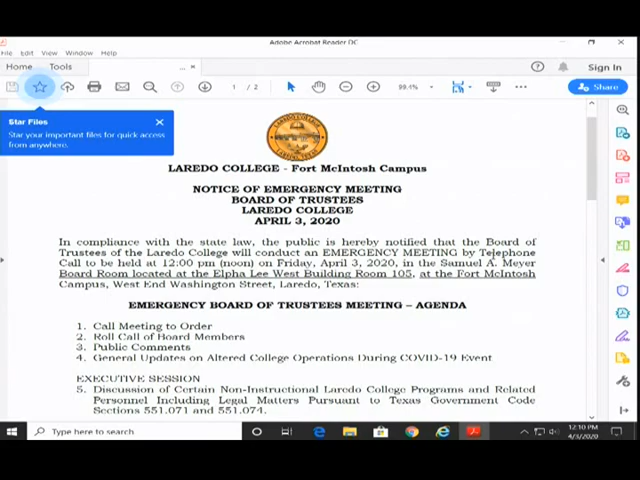 Adobe Acrobat Reader DC
File Edit View Window Help
Home Tools ... ×
Sign In
1 / 2
99.4%
Share
Star Files
Star your important files for quick access
from anywhere.
LAREDO COLLEGE
LAREDO, TEXAS
LAREDO COLLEGE - Fort McIntosh Campus
NOTICE OF EMERGENCY MEETING
BOARD OF TRUSTEES
LAREDO COLLEGE
APRIL 3, 2020
In compliance with the state law, the public is hereby notified that the Board of
Trustees of the Laredo College will conduct an EMERGENCY MEETING by Telephone
Call to be held at 12:00 pm (noon) on Friday, April 3, 2020, in the Samuel A. Meyer
Board Room located at the Elpha Lee West Building Room 105, at the Fort McIntosh
Campus, West End Washington Street, Laredo, Texas:
EMERGENCY BOARD OF TRUSTEES MEETING – AGENDA
1. Call Meeting to Order
2. Roll Call of Board Members
3. Public Comments
4. General Updates on Altered College Operations During COVID-19 Event
EXECUTIVE SESSION
5. Discussion of Certain Non-Instructional Laredo College Programs and Related
Personnel Including Legal Matters Pursuant to Texas Government Code
Sections 551.071 and 551.074.
Type here to search
12:10 PM
4/3/2020